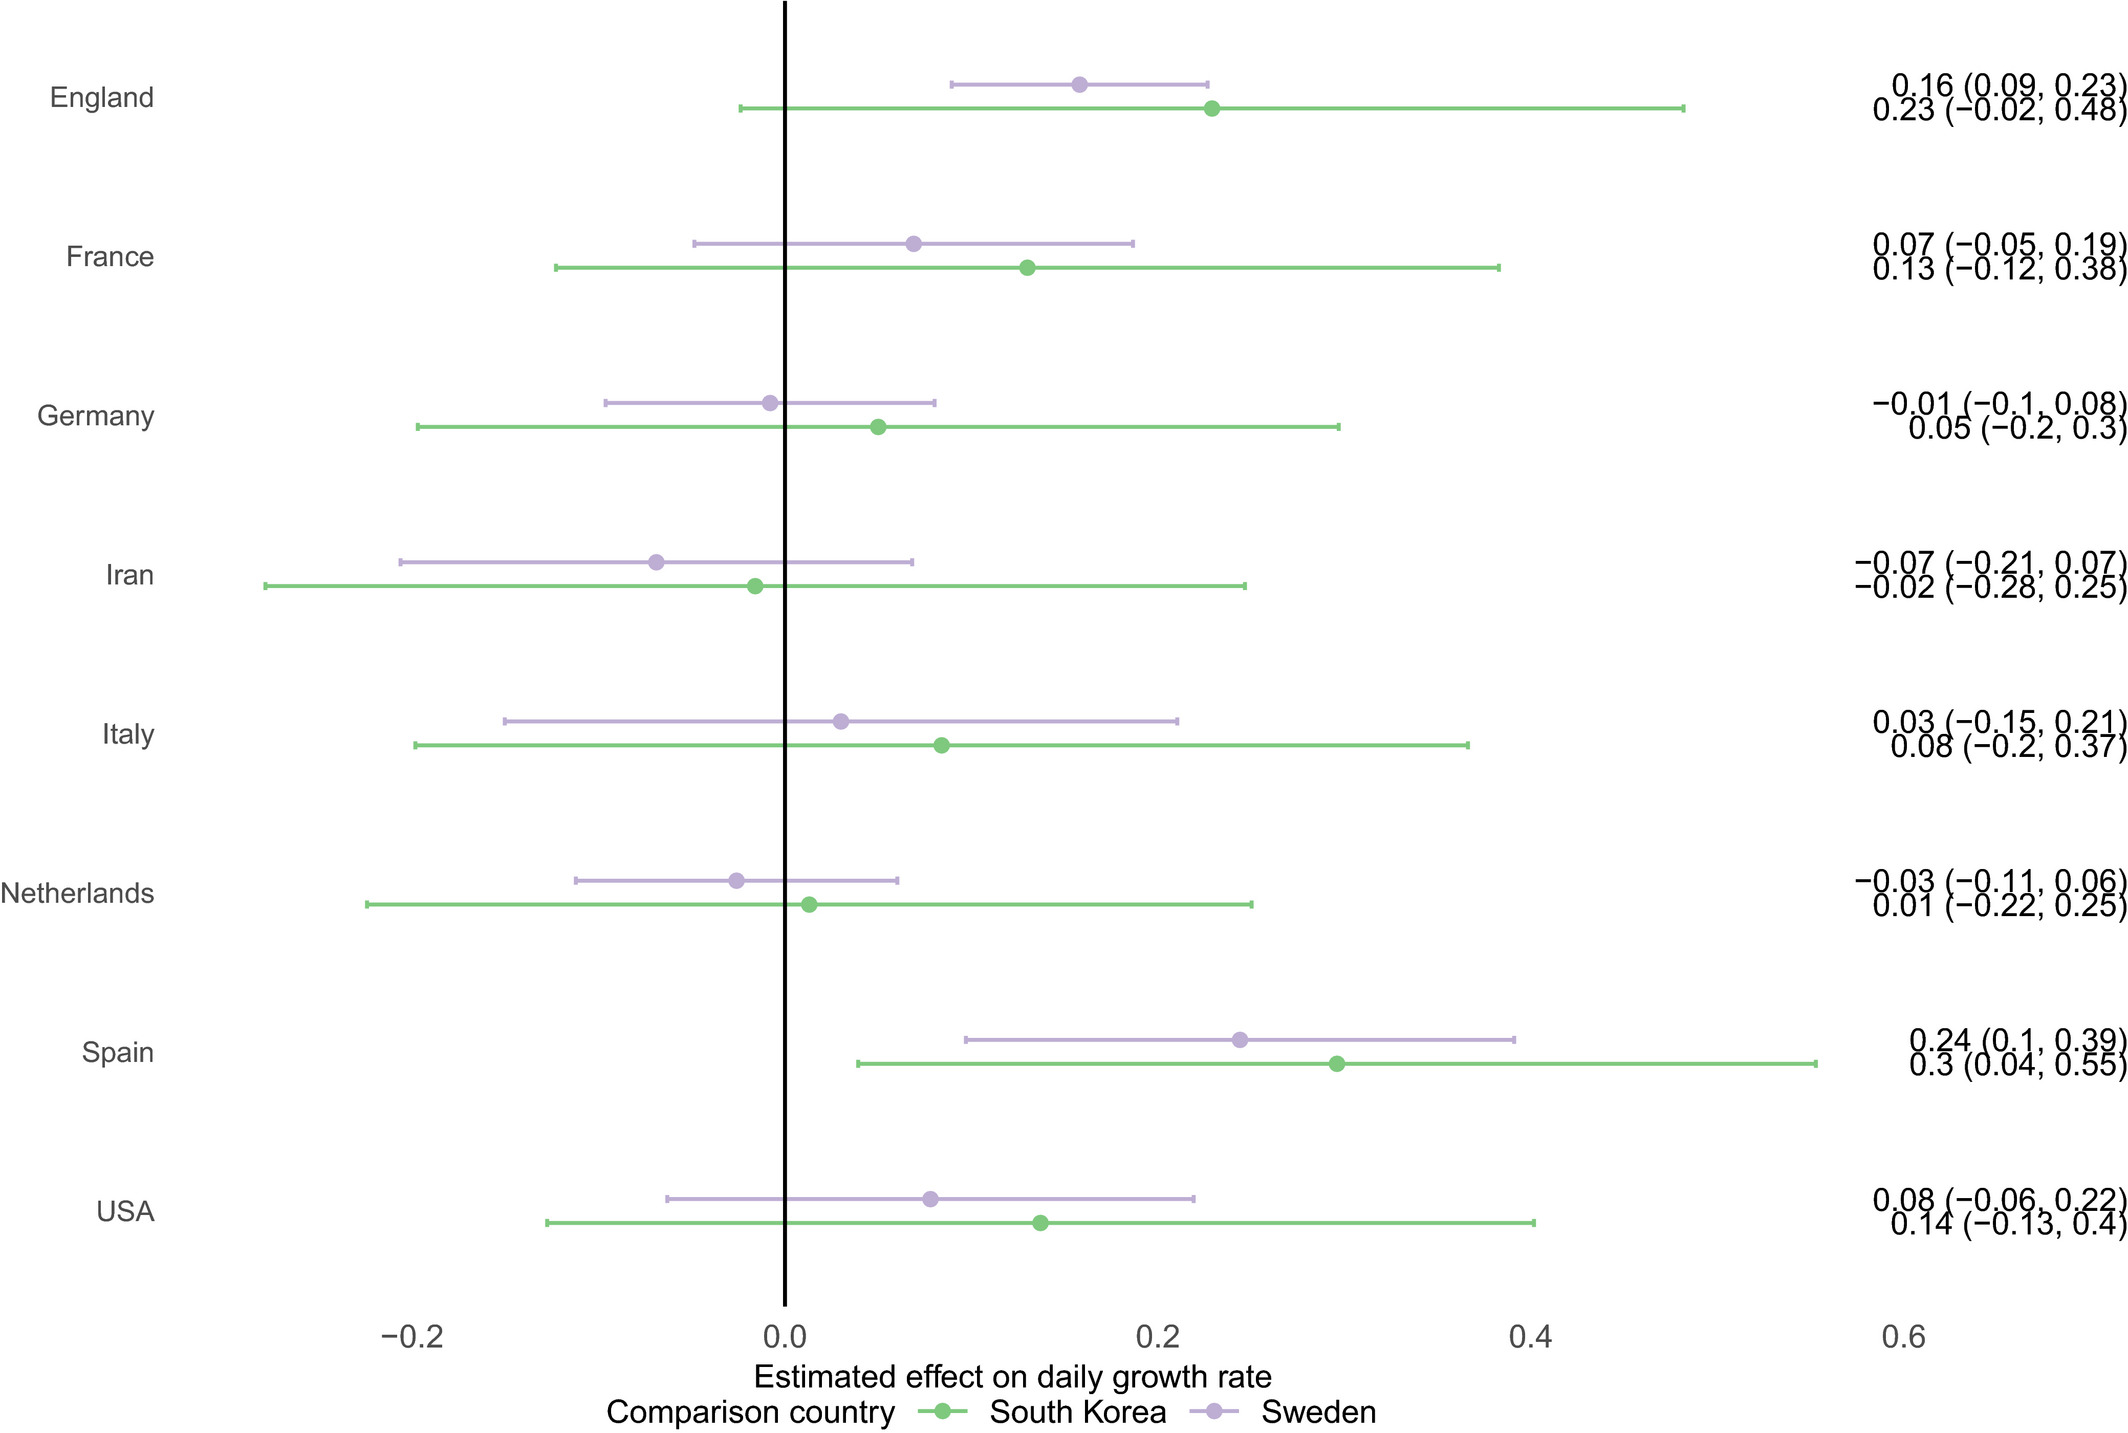 England
0.16 (0.09, 0.23)
0.23 (−0.02, 0.48)
France
0.07 (−0.05, 0.19)
0.13 (−0.12, 0.38)
Germany
−0.01 (−0.1, 0.08)
0.05 (−0.2, 0.3)
Iran
−0.07 (−0.21, 0.07)
−0.02 (−0.28, 0.25)
Italy
0.03 (−0.15, 0.21)
0.08 (−0.2, 0.37)
Netherlands
−0.03 (−0.11, 0.06)
0.01 (−0.22, 0.25)
Spain
0.24 (0.1, 0.39)
0.3 (0.04, 0.55)
USA
0.08 (−0.06, 0.22)
0.14 (−0.13, 0.4)
−0.2 0.0 0.2 0.4 0.6
Estimated effect on daily growth rate
Comparison country South Korea Sweden